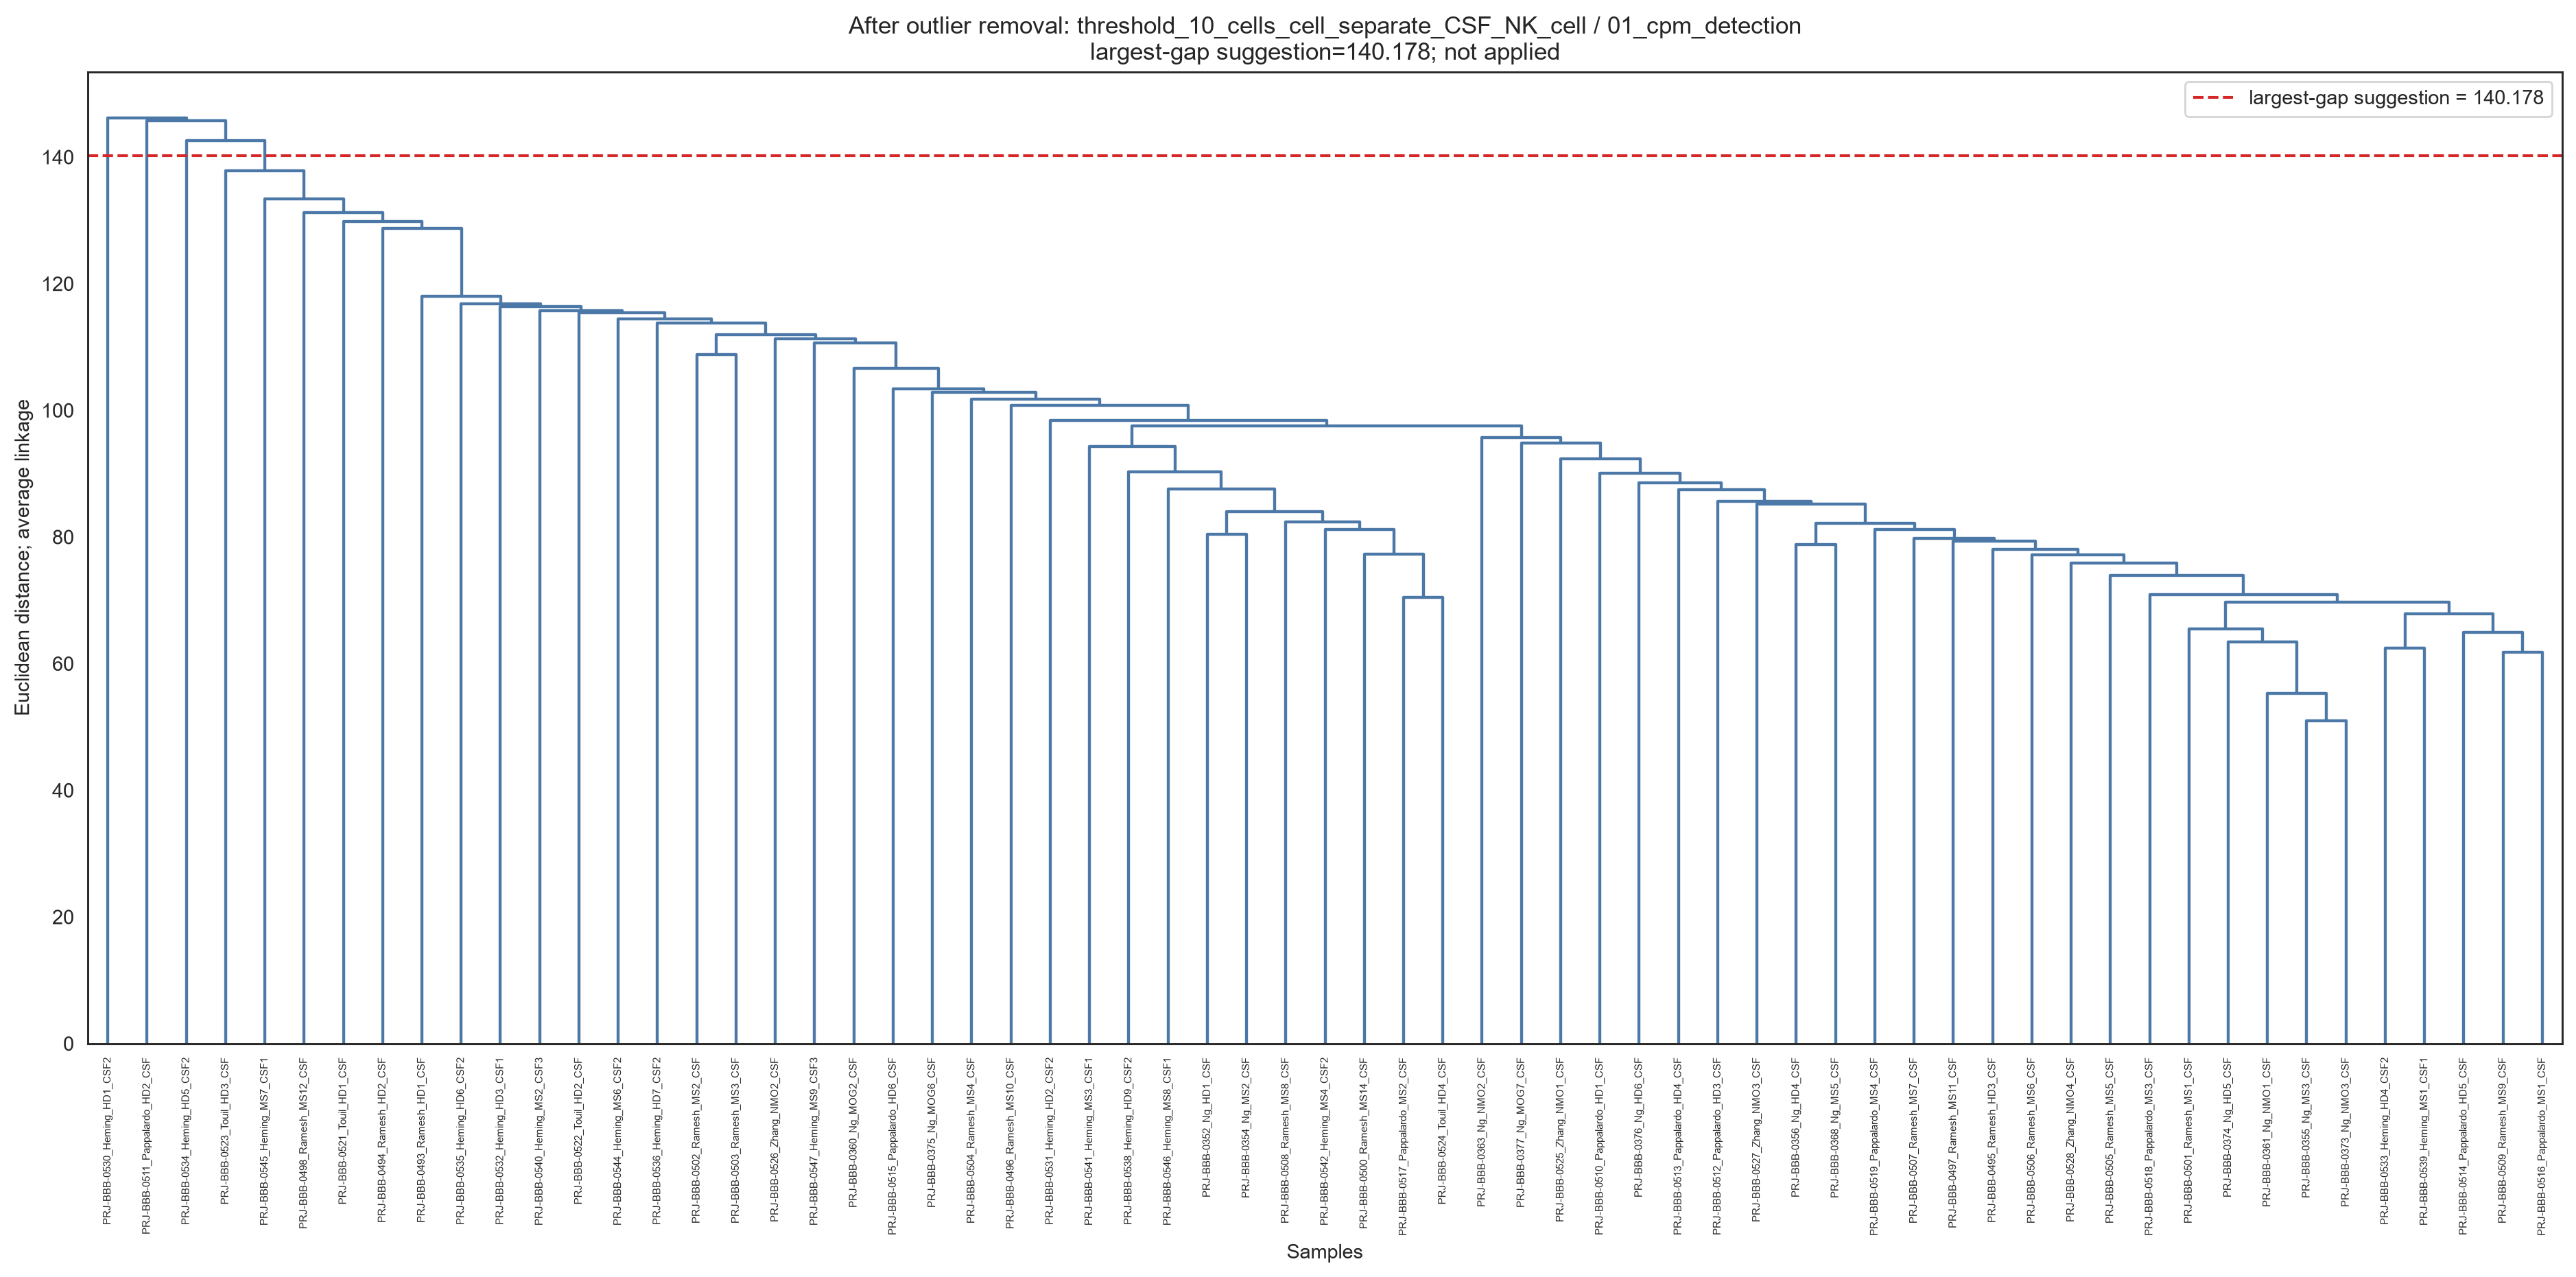 After outlier removal: threshold_10_cells_cell_separate_CSF_NK_cell / 01_cpm_detection
largest-gap suggestion=140.178; not applied
largest-gap suggestion = 140.178
Euclidean distance; average linkage
140
120
100
80
60
40
20
0
PRJ-BBB-0530_Heming_HD1_CSF2
PRJ-BBB-0511_Pappalardo_HD2_CSF
PRJ-BBB-0534_Heming_HD5_CSF2
PRJ-BBB-0523_Touil_HD3_CSF
PRJ-BBB-0545_Heming_MS7_CSF1
PRJ-BBB-0498_Ramesh_MS12_CSF
PRJ-BBB-0521_Touil_HD1_CSF
PRJ-BBB-0494_Ramesh_HD2_CSF
PRJ-BBB-0493_Ramesh_HD1_CSF
PRJ-BBB-0535_Heming_HD6_CSF2
PRJ-BBB-0532_Heming_HD3_CSF1
PRJ-BBB-0540_Heming_MS2_CSF3
PRJ-BBB-0522_Touil_HD2_CSF
PRJ-BBB-0544_Heming_MS6_CSF2
PRJ-BBB-0536_Heming_HD7_CSF2
PRJ-BBB-0502_Ramesh_MS2_CSF
PRJ-BBB-0503_Ramesh_MS3_CSF
PRJ-BBB-0526_Zhang_NMO2_CSF
PRJ-BBB-0547_Heming_MS9_CSF3
PRJ-BBB-0360_Ng_MOG2_CSF
PRJ-BBB-0515_Pappalardo_HD6_CSF
PRJ-BBB-0375_Ng_MOG6_CSF
PRJ-BBB-0504_Ramesh_MS4_CSF
PRJ-BBB-0496_Ramesh_MS10_CSF
PRJ-BBB-0531_Heming_HD2_CSF2
PRJ-BBB-0541_Heming_MS3_CSF1
PRJ-BBB-0538_Heming_HD9_CSF2
PRJ-BBB-0546_Heming_MS8_CSF1
PRJ-BBB-0352_Ng_HD1_CSF
PRJ-BBB-0354_Ng_MS2_CSF
PRJ-BBB-0508_Ramesh_MS8_CSF
PRJ-BBB-0542_Heming_MS4_CSF2
PRJ-BBB-0500_Ramesh_MS14_CSF
PRJ-BBB-0517_Pappalardo_MS2_CSF
PRJ-BBB-0524_Touil_HD4_CSF
PRJ-BBB-0363_Ng_NMO2_CSF
PRJ-BBB-0377_Ng_MOG7_CSF
PRJ-BBB-0525_Zhang_NMO1_CSF
PRJ-BBB-0510_Pappalardo_HD1_CSF
PRJ-BBB-0376_Ng_HD6_CSF
PRJ-BBB-0513_Pappalardo_HD4_CSF
PRJ-BBB-0512_Pappalardo_HD3_CSF
PRJ-BBB-0527_Zhang_NMO3_CSF
PRJ-BBB-0356_Ng_HD4_CSF
PRJ-BBB-0368_Ng_MS5_CSF
PRJ-BBB-0519_Pappalardo_MS4_CSF
PRJ-BBB-0507_Ramesh_MS7_CSF
PRJ-BBB-0497_Ramesh_MS11_CSF
PRJ-BBB-0495_Ramesh_HD3_CSF
PRJ-BBB-0506_Ramesh_MS6_CSF
PRJ-BBB-0528_Zhang_NMO4_CSF
PRJ-BBB-0505_Ramesh_MS5_CSF
PRJ-BBB-0518_Pappalardo_MS3_CSF
PRJ-BBB-0501_Ramesh_MS1_CSF
PRJ-BBB-0374_Ng_HD5_CSF
PRJ-BBB-0361_Ng_NMO1_CSF
PRJ-BBB-0355_Ng_MS3_CSF
PRJ-BBB-0373_Ng_NMO3_CSF
PRJ-BBB-0533_Heming_HD4_CSF2
PRJ-BBB-0539_Heming_MS1_CSF1
PRJ-BBB-0514_Pappalardo_HD5_CSF
PRJ-BBB-0509_Ramesh_MS9_CSF
PRJ-BBB-0516_Pappalardo_MS1_CSF
Samples